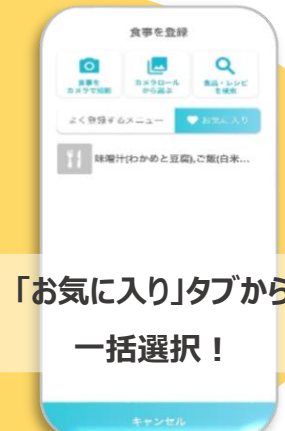 食事を登録
食事を
カメラで撮影
カメラロール
から選ぶ
食品・レシピ
を検索
よく登録するメニュー
お気に入り
味噌汁(わかめと豆腐),ご飯(白米...
「お気に入り」タブから
一括選択！
キャンセル